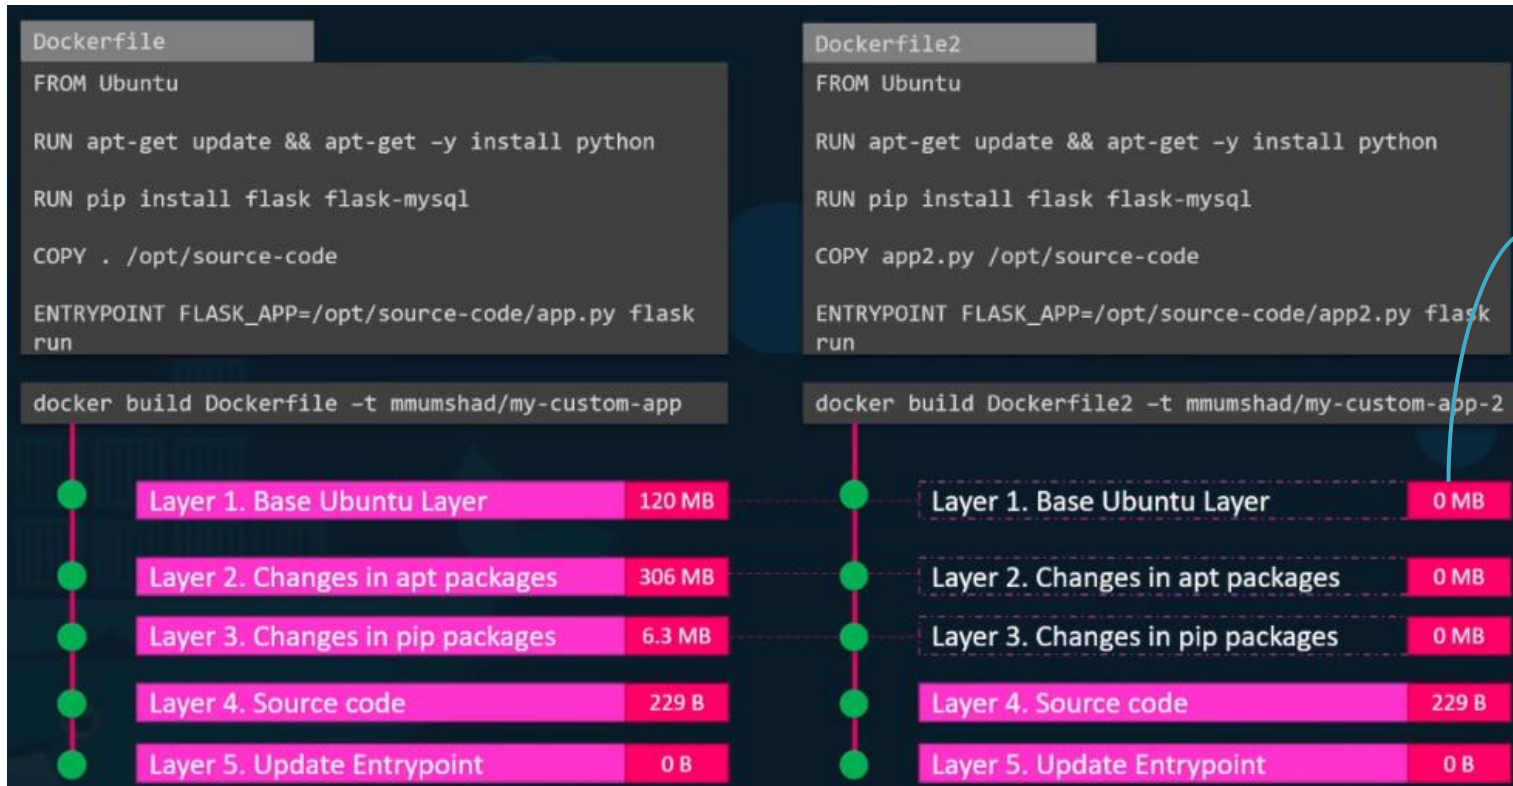 Dockerfile
FROM Ubuntu
RUN apt-get update && apt-get –y install python
RUN pip install flask flask-mysql
COPY . /opt/source-code
ENTRYPOINT FLASK_APP=/opt/source-code/app.py flask
run
docker build Dockerfile –t mmumshad/my-custom-app
Layer 1. Base Ubuntu Layer 120 MB
Layer 2. Changes in apt packages 306 MB
Layer 3. Changes in pip packages 6.3 MB
Layer 4. Source code 229 B
Layer 5. Update Entrypoint 0 B
Dockerfile2
FROM Ubuntu
RUN apt-get update && apt-get –y install python
RUN pip install flask flask-mysql
COPY app2.py /opt/source-code
ENTRYPOINT FLASK_APP=/opt/source-code/app2.py flask
run
docker build Dockerfile2 –t mmumshad/my-custom-app-2
Layer 1. Base Ubuntu Layer 0 MB
Layer 2. Changes in apt packages 0 MB
Layer 3. Changes in pip packages 0 MB
Layer 4. Source code 229 B
Layer 5. Update Entrypoint 0 B